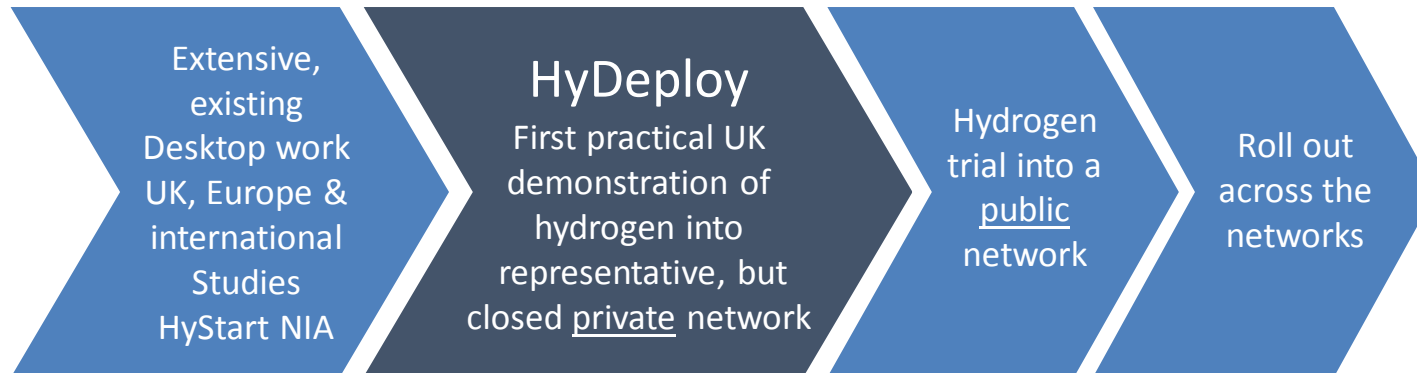 Extensive,
existing
Desktop work
UK, Europe &
international
Studies
HyStart NIA
HyDeploy
First practical UK
demonstration of
hydrogen into
representative, but
closed private network
Hydrogen
trial into a
public
network
Roll out
across the
networks